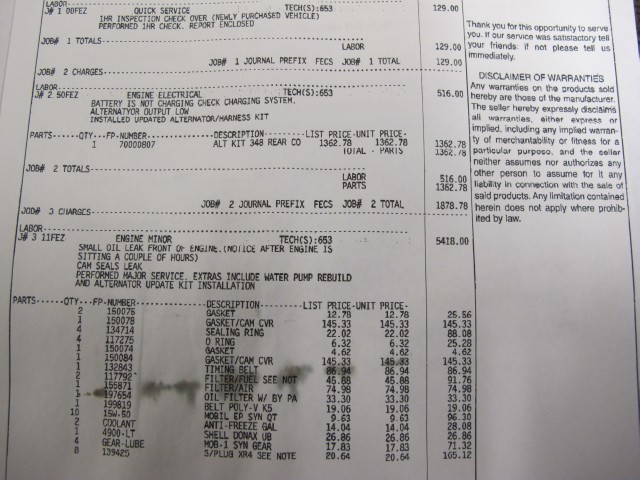 LABOR
J# 1 00FEZ QUICK SERVICE TECH(S):653 129.00
1HR INSPECTION CHECK OVER (NEWLY PURCHASED VEHICLE)
PERFORMED 1HR CHECK. REPORT ENCLOSED
JOB# 1 TOTALS
LABOR 129.00
JOB# 1 JOURNAL PREFIX FECS JOB# 1 TOTAL 129.00
JOB# 2 CHARGES
LABOR
J# 2 50FEZ ENGINE ELECTRICAL TECH(S):653 516.00
BATTERY IS NOT CHARGING CHECK CHARGING SYSTEM.
ALTERNATYOR OUTPUT LOW
INSTALLED UPDATED ALTERNATOR/HARNESS KIT
PARTS QTY FP-NUMBER DESCRIPTION LIST PRICE-UNIT PRICE-
1 70000807 ALT KIT 348 REAR CO 1362.78 1362.78 1362.78
TOTAL - PARTS 1362.78
JOB# 2 TOTALS
LABOR 516.00
PARTS 1362.78
JOB# 2 JOURNAL PREFIX FECS JOB# 2 TOTAL 1878.78
JOB# 3 CHARGES
LABOR
J# 3 11FEZ ENGINE MINOR TECH(S):653 5418.00
SMALL OIL LEAK FRONT OF ENGINE.(NOTICE AFTER ENGINE IS
SITTING A COUPLE OF HOURS)
CAM SEALS LEAK
PERFORMED MAJOR SERVICE. EXTRAS INCLUDE WATER PUMP REBUILD
AND ALTERNATOR UPDATE KIT INSTALLATION
PARTS QTY FP-NUMBER DESCRIPTION LIST PRICE-UNIT PRICE-
2 150076 GASKET 12.78 12.78 25.56
1 150078 GASKET/CAM CVR 145.33 145.33 145.33
4 134714 SEALING RING 22.02 22.02 88.08
4 117275 O RING 6.32 6.32 25.28
1 150074 GASKET 4.62 4.62 4.62
1 150084 GASKET/CAM CVR 145.33 145.33 145.33
1 132843 TIMING BELT 86.94 86.94 86.94
2 117792 FILTER/FUEL SEE NOT 45.88 45.88 91.76
1 155871 FILTER/AIR 74.98 74.98 74.98
1 197654 OIL FILTER W/ BY PA 33.30 33.30 33.30
1 199819 BELT POLY-V K5 19.06 19.06 19.06
10 15W-50 MOBIL EP SYN QT 9.63 9.63 96.30
2 COOLANT ANTI-FREEZE GAL 14.04 14.04 28.08
1 4900-LT SHELL DONAX UB 26.86 26.86 26.86
4 GEAR-LUBE MOB-1 SYN GEAR 17.83 17.83 71.32
8 139425 S/PLUG XR4 SEE NOTE 20.64 20.64 165.12
Thank you for this opportunity to serve
you. If our service was satisfactory tell
your friends: if not please tell us
immediately.
DISCLAIMER OF WARRANTIES
Any warranties on the products sold
hereby are those of the manufacturer.
The seller hereby expressly disclaims
all warranties, either express or
implied, including any implied warran-
ty of merchantability or fitness for a
particular purpose, and the seller
neither assumes nor authorizes any
other person to assume for it any
liability in connection with the sale of
said products. Any limitation contained
herein does not apply where prohib-
ited by law.